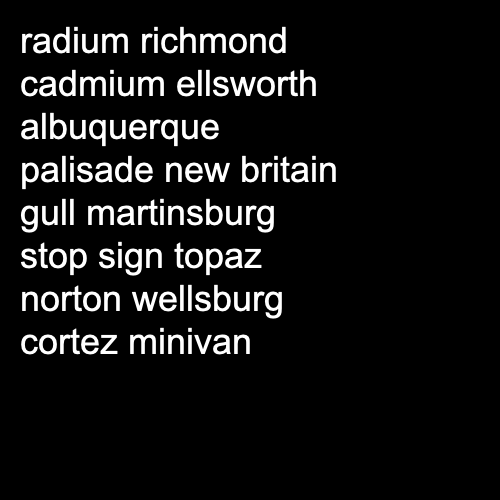 radium richmond
cadmium ellsworth
albuquerque
palisade new britain
gull martinsburg
stop sign topaz
norton wellsburg
cortez minivan